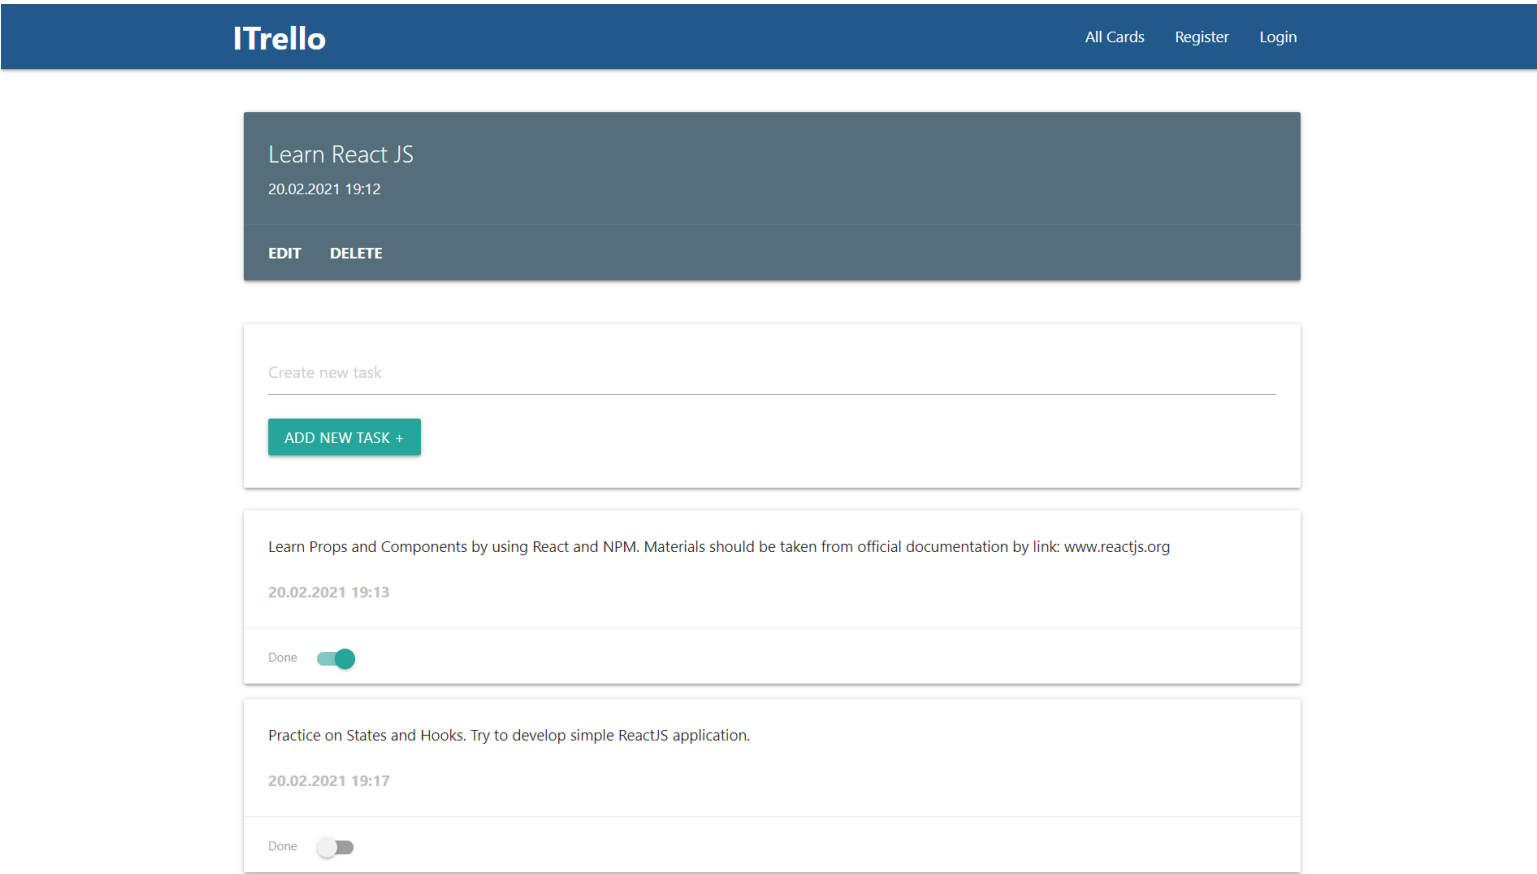 ITrello
All Cards Register Login
Learn React JS
20.02.2021 19:12
EDIT DELETE
Create new task
ADD NEW TASK +
Learn Props and Components by using React and NPM. Materials should be taken from official documentation by link: www.reactjs.org
20.02.2021 19:13
Done
Practice on States and Hooks. Try to develop simple ReactJS application.
20.02.2021 19:17
Done